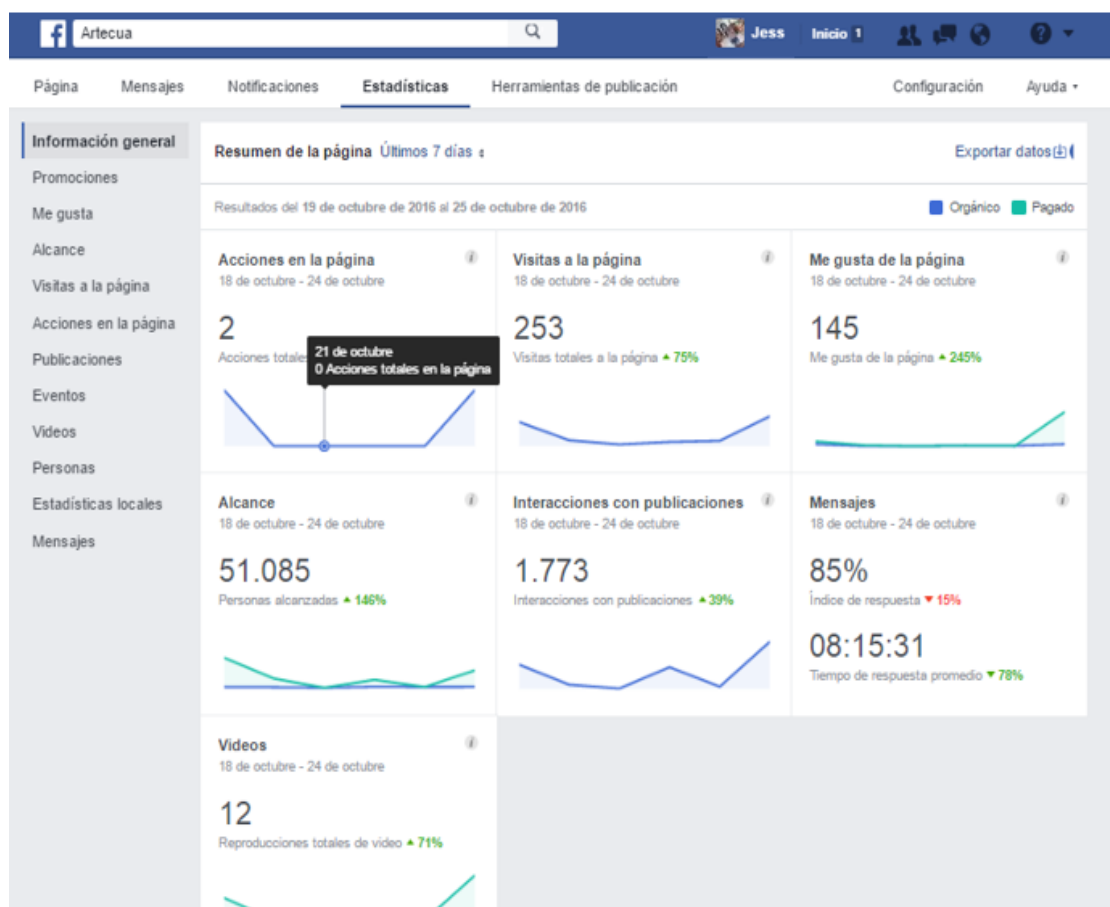 f Artecua Jess Inicio 1 ?
Página Mensajes Notificaciones Estadísticas Herramientas de publicación Configuración Ayuda
Información general
Promociones
Me gusta
Alcance
Visitas a la página
Acciones en la página
Publicaciones
Eventos
Videos
Personas
Estadísticas locales
Mensajes
Resumen de la página Últimos 7 días Exportar datos
Resultados del 19 de octubre de 2016 al 25 de octubre de 2016 Orgánico Pagado
Acciones en la página
18 de octubre - 24 de octubre
2
Acciones totales
21 de octubre
0 Acciones totales en la página
Visitas a la página
18 de octubre - 24 de octubre
253
Visitas totales a la página ▲ 75%
Me gusta de la página
18 de octubre - 24 de octubre
145
Me gusta de la página ▲ 245%
Alcance
18 de octubre - 24 de octubre
51.085
Personas alcanzadas ▲ 146%
Interacciones con publicaciones
18 de octubre - 24 de octubre
1.773
Interacciones con publicaciones ▲ 39%
Mensajes
18 de octubre - 24 de octubre
85%
Índice de respuesta ▼ 15%
08:15:31
Tiempo de respuesta promedio ▼ 78%
Videos
18 de octubre - 24 de octubre
12
Reproducciones totales de video ▲ 71%